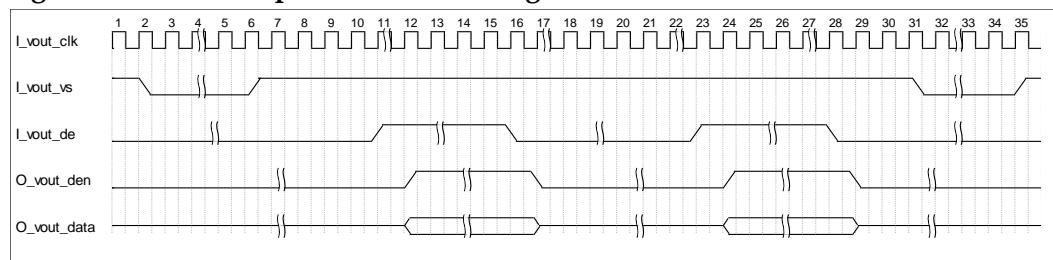 1 2 3 4 5 6 7 8 9 10 11 12 13 14 15 16 17 18 19 20 21 22 23 24 25 26 27 28 29 30 31 32 33 34 35
I_vout_clk
I_vout_vs
I_vout_de
O_vout_den
O_vout_data